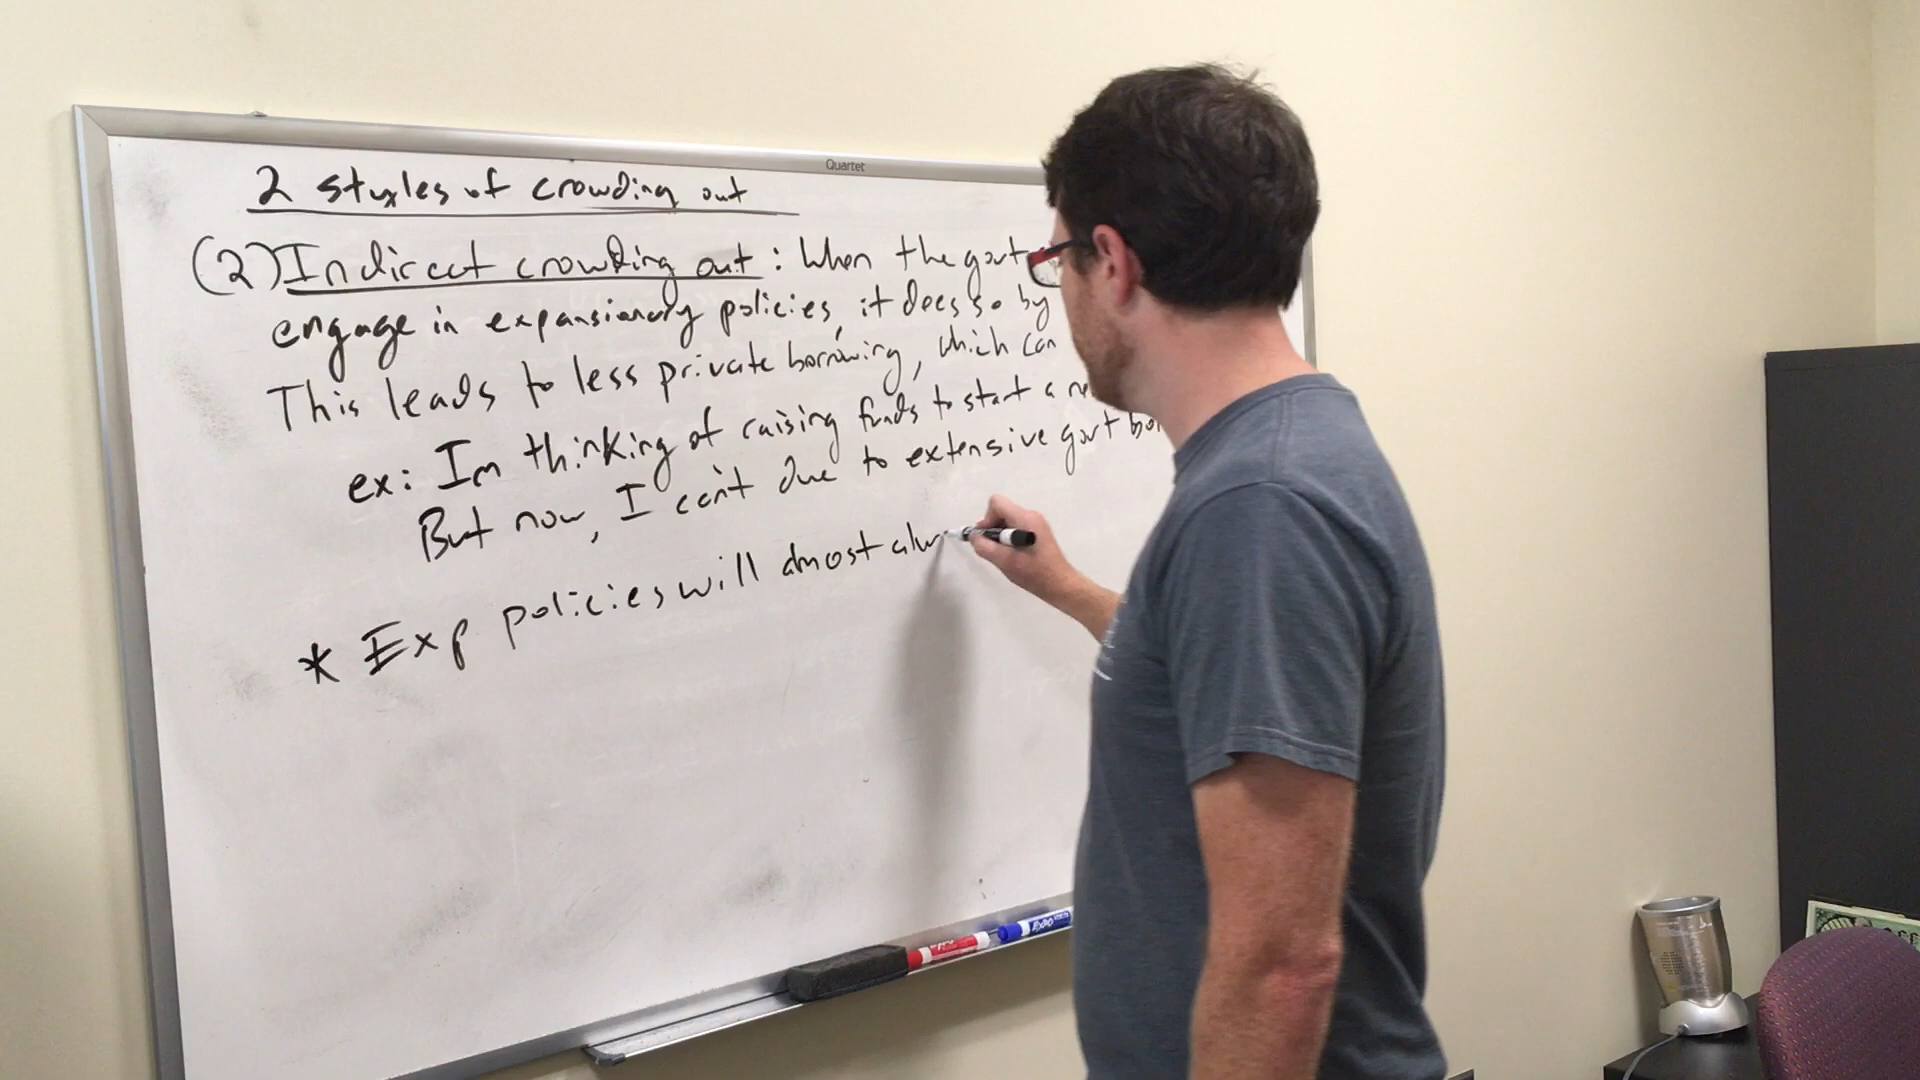 Quartet
2 styles of crowding out
(2) Indirect crowding out: When the govt
engage in expansionary policies, it does so by
This leads to less private borrowing, which can
ex: Im thinking of raising funds to start a
But now, I can't due to extensive govt
* Exp policies will almost alw
EXPO